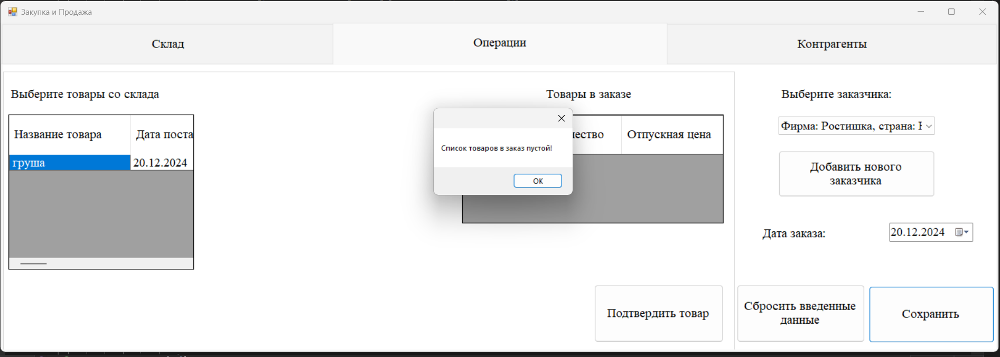 Закупка и Продажа
Склад
Операции
Контрагенты
Выберите товары со склада
Товары в заказе
Выберите заказчика:
Название товара
Дата поста
Отпускная цена
груша
20.12.2024
Список товаров в заказ пустой!
OK
Фирма: Ростишка, страна:
Добавить нового
заказчика
Дата заказа:
20.12.2024
Подтвердить товар
Сбросить введенные
данные
Сохранить